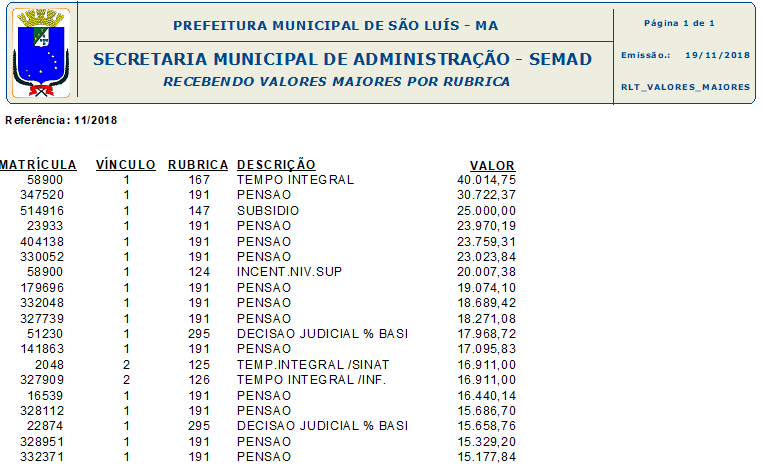 PREFEITURA MUNICIPAL DE SÃO LUÍS - MA
Página 1 de 1
SECRETARIA MUNICIPAL DE ADMINISTRAÇÃO - SEMAD
Emissão.: 19/11/2018
RECEBENDO VALORES MAIORES POR RUBRICA
RLT_VALORES_MAIORES
Referência: 11/2018
MATRÍCULA VÍNCULO RUBRICA DESCRIÇÃO VALOR
58900 1 167 TEMPO INTEGRAL 40.014,75
347520 1 191 PENSAO 30.722,37
514916 1 147 SUBSIDIO 25.000,00
23933 1 191 PENSAO 23.970,19
404138 1 191 PENSAO 23.759,31
330052 1 191 PENSAO 23.023,84
58900 1 124 INCENT.NIV.SUP 20.007,38
179696 1 191 PENSAO 19.074,10
332048 1 191 PENSAO 18.689,42
327739 1 191 PENSAO 18.271,08
51230 1 295 DECISAO JUDICIAL % BASI 17.968,72
141863 1 191 PENSAO 17.095,83
2048 2 125 TEMP.INTEGRAL /SINAT 16.911,00
327909 2 126 TEMPO INTEGRAL /INF. 16.911,00
16539 1 191 PENSAO 16.440,14
328112 1 191 PENSAO 15.686,70
22874 1 295 DECISAO JUDICIAL % BASI 15.658,76
328951 1 191 PENSAO 15.329,20
332371 1 191 PENSAO 15.177,84